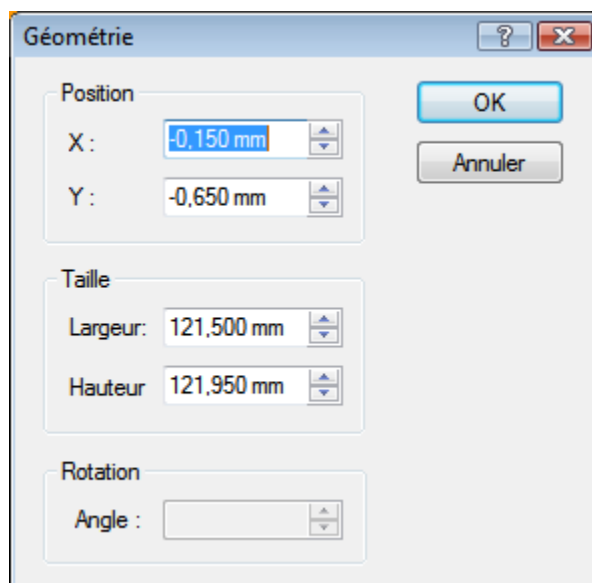 Géométrie
Position
X : -0,150 mm
Y : -0,650 mm
OK
Annuler
Taille
Largeur: 121,500 mm
Hauteur 121,950 mm
Rotation
Angle :